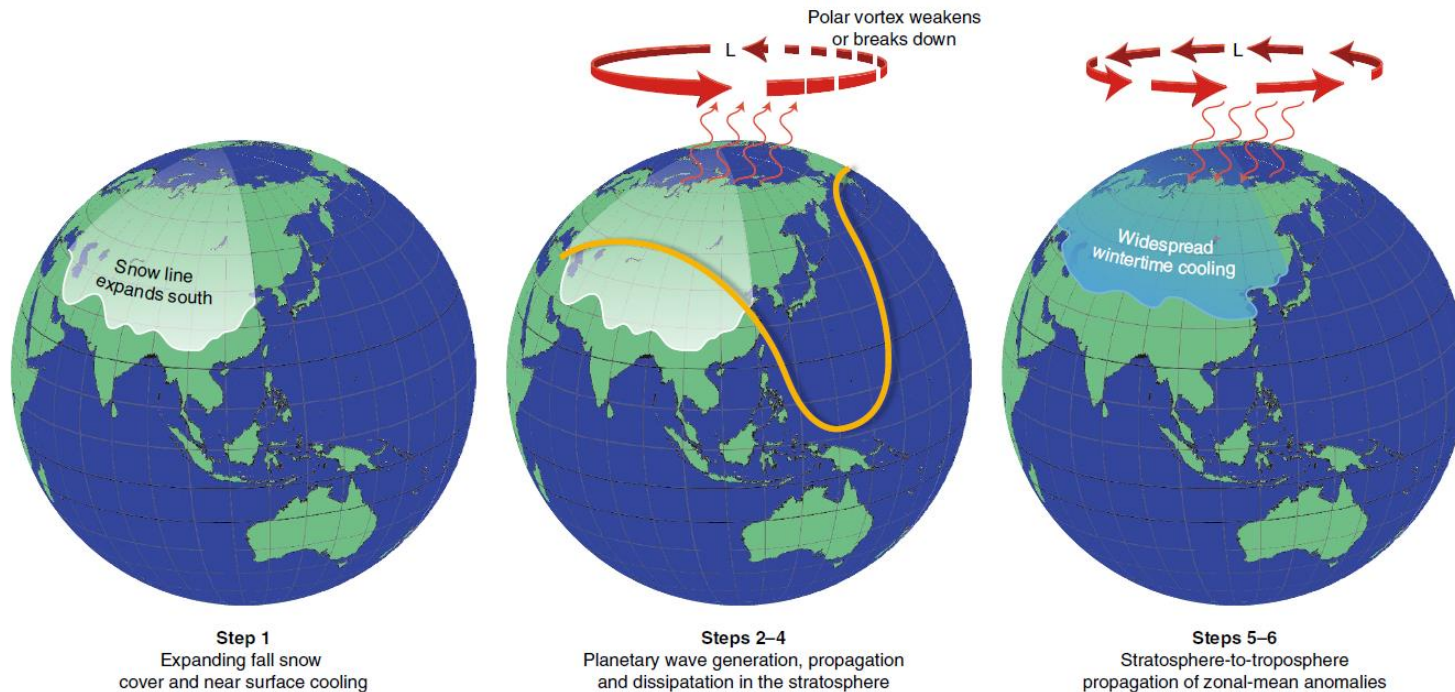 Polar vortex weakens
or breaks down
L
L
Snow line
expands south
Widespread
wintertime cooling
Step 1
Expanding fall snow
cover and near surface cooling
Steps 2–4
Planetary wave generation, propagation
and dissipatation in the stratosphere
Steps 5–6
Stratosphere-to-troposphere
propagation of zonal-mean anomalies